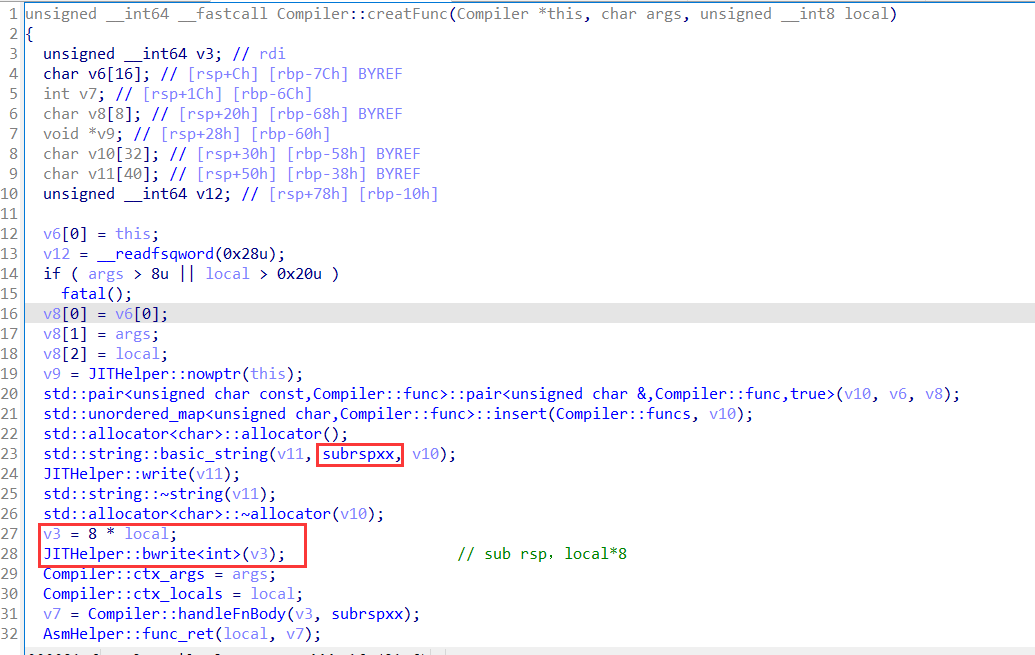 1 unsigned __int64 __fastcall Compiler::creatFunc(Compiler *this, char args, unsigned __int8 local)
2 {
3 unsigned __int64 v3; // rdi
4 char v6[16]; // [rsp+Ch] [rbp-7Ch] BYREF
5 int v7; // [rsp+1Ch] [rbp-6Ch]
6 char v8[8]; // [rsp+20h] [rbp-68h] BYREF
7 void *v9; // [rsp+28h] [rbp-60h]
8 char v10[32]; // [rsp+30h] [rbp-58h] BYREF
9 char v11[40]; // [rsp+50h] [rbp-38h] BYREF
10 unsigned __int64 v12; // [rsp+78h] [rbp-10h]
11
12 v6[0] = this;
13 v12 = __readfsqword(0x28u);
14 if ( args > 8u || local > 0x20u )
15 fatal();
16 v8[0] = v6[0];
17 v8[1] = args;
18 v8[2] = local;
19 v9 = JITHelper::nowptr(this);
20 std::pair<unsigned char const,Compiler::func>::pair<unsigned char &,Compiler::func,true>(v10, v6, v8);
21 std::unordered_map<unsigned char,Compiler::func>::insert(Compiler::funcs, v10);
22 std::allocator<char>::allocator();
23 std::string::basic_string(v11, subrspxx, v10);
24 JITHelper::write(v11);
25 std::string::~string(v11);
26 std::allocator<char>::~allocator(v10);
27 v3 = 8 * local;
28 JITHelper::bwrite<int>(v3); // sub rsp，local*8
29 Compiler::ctx_args = args;
30 Compiler::ctx_locals = local;
31 v7 = Compiler::handleFnBody(v3, subrspxx);
32 AsmHelper::func_ret(local, v7);